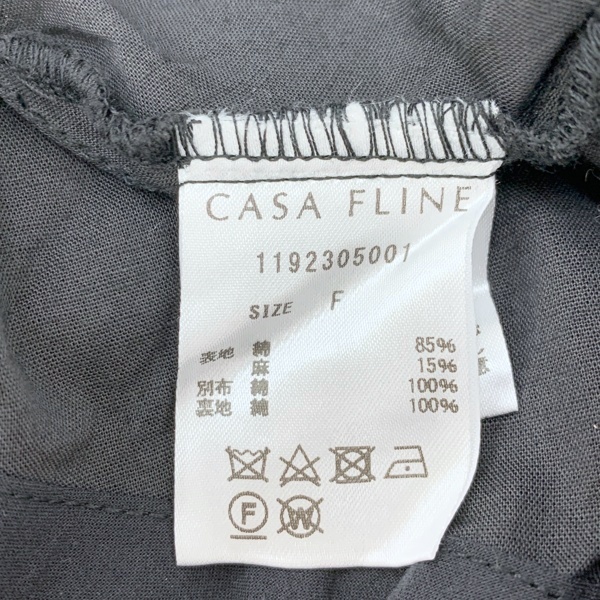 CASA FLINE
1192305001
SIZE F
表地 綿 85%
麻 15%
別布 綿 100%
裏地 綿 100%
F W